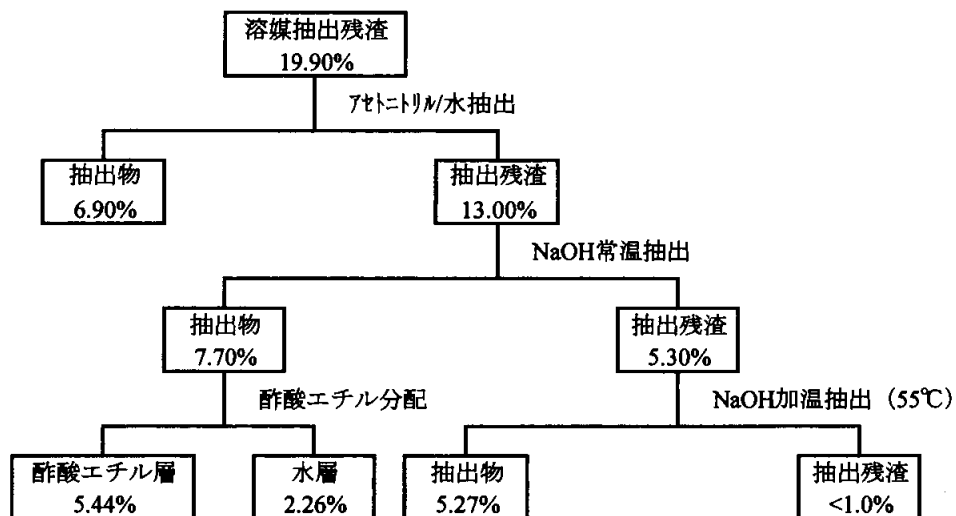 溶媒抽出残渣
19.90%
ｱｾﾄﾆﾄﾘﾙ/水抽出
抽出物
6.90%
抽出残渣
13.00%
NaOH常温抽出
抽出物
7.70%
抽出残渣
5.30%
酢酸エチル分配
NaOH加温抽出（55℃）
酢酸エチル層
5.44%
水層
2.26%
抽出物
5.27%
抽出残渣
<1.0%